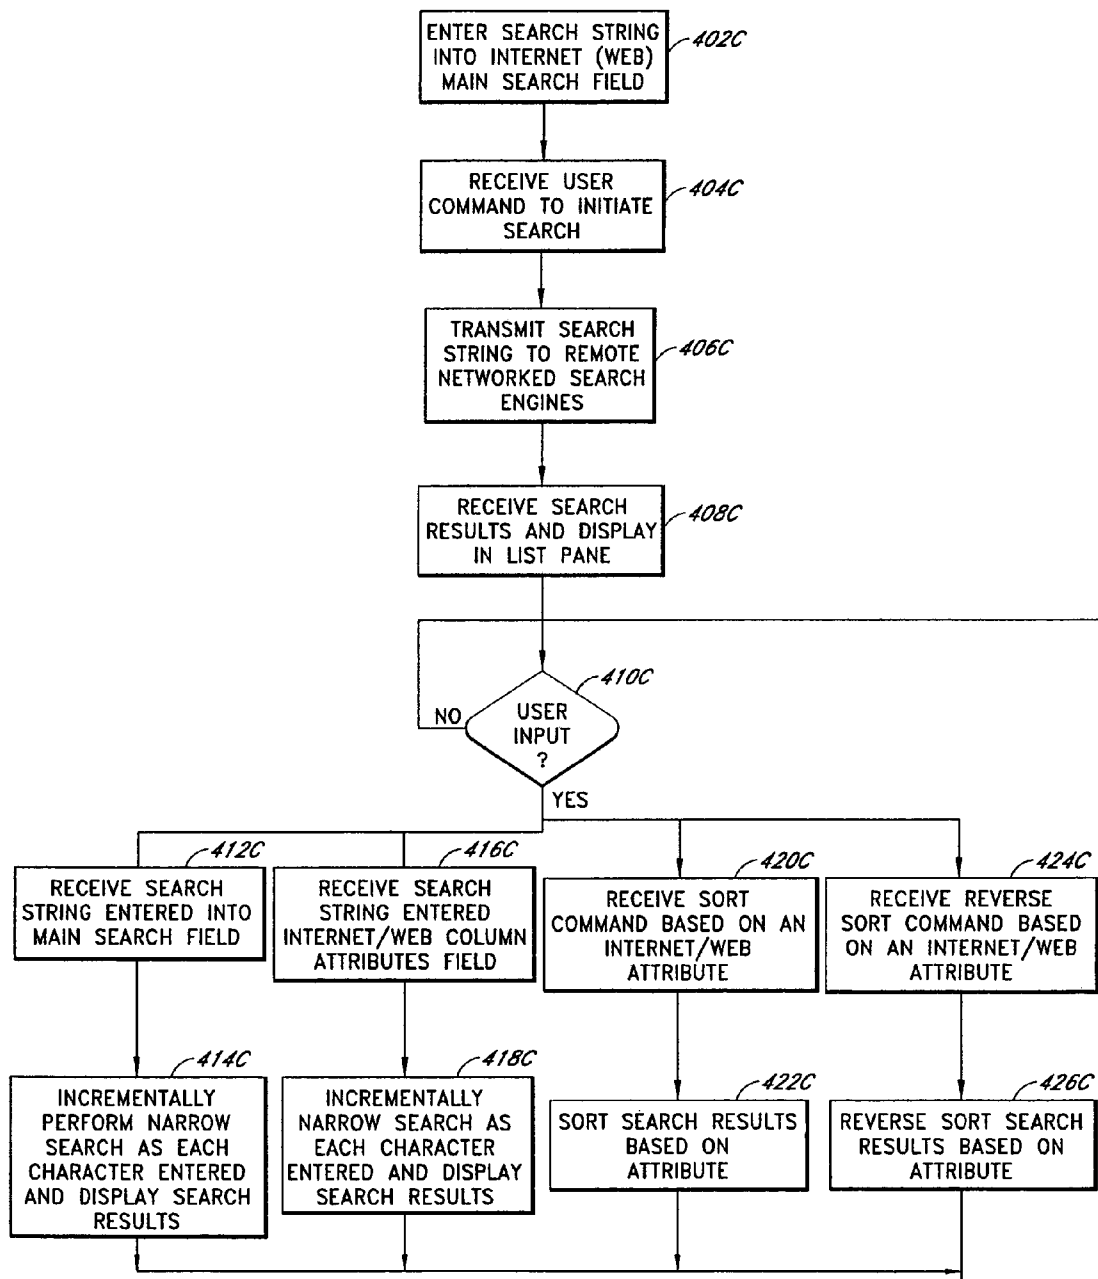 ENTER SEARCH STRING
INTO INTERNET (WEB)
MAIN SEARCH FIELD
402C
RECEIVE USER
COMMAND TO INITIATE
SEARCH
404C
TRANSMIT SEARCH
STRING TO REMOTE
NETWORKED SEARCH
ENGINES
406C
RECEIVE SEARCH
RESULTS AND DISPLAY
IN LIST PANE
408C
410C
USER
INPUT
?
NO
YES
412C
RECEIVE SEARCH
STRING ENTERED INTO
MAIN SEARCH FIELD
416C
RECEIVE SEARCH
STRING ENTERED
INTERNET/WEB COLUMN
ATTRIBUTES FIELD
420C
RECEIVE SORT
COMMAND BASED ON AN
INTERNET/WEB
ATTRIBUTE
424C
RECEIVE REVERSE
SORT COMMAND BASED
ON AN INTERNET/WEB
ATTRIBUTE
414C
INCREMENTALLY
PERFORM NARROW
SEARCH AS EACH
CHARACTER ENTERED
AND DISPLAY SEARCH
RESULTS
418C
INCREMENTALLY
NARROW SEARCH AS
EACH CHARACTER
ENTERED AND DISPLAY
SEARCH RESULTS
422C
SORT SEARCH RESULTS
BASED ON
ATTRIBUTE
426C
REVERSE SORT SEARCH
RESULTS BASED ON
ATTRIBUTE